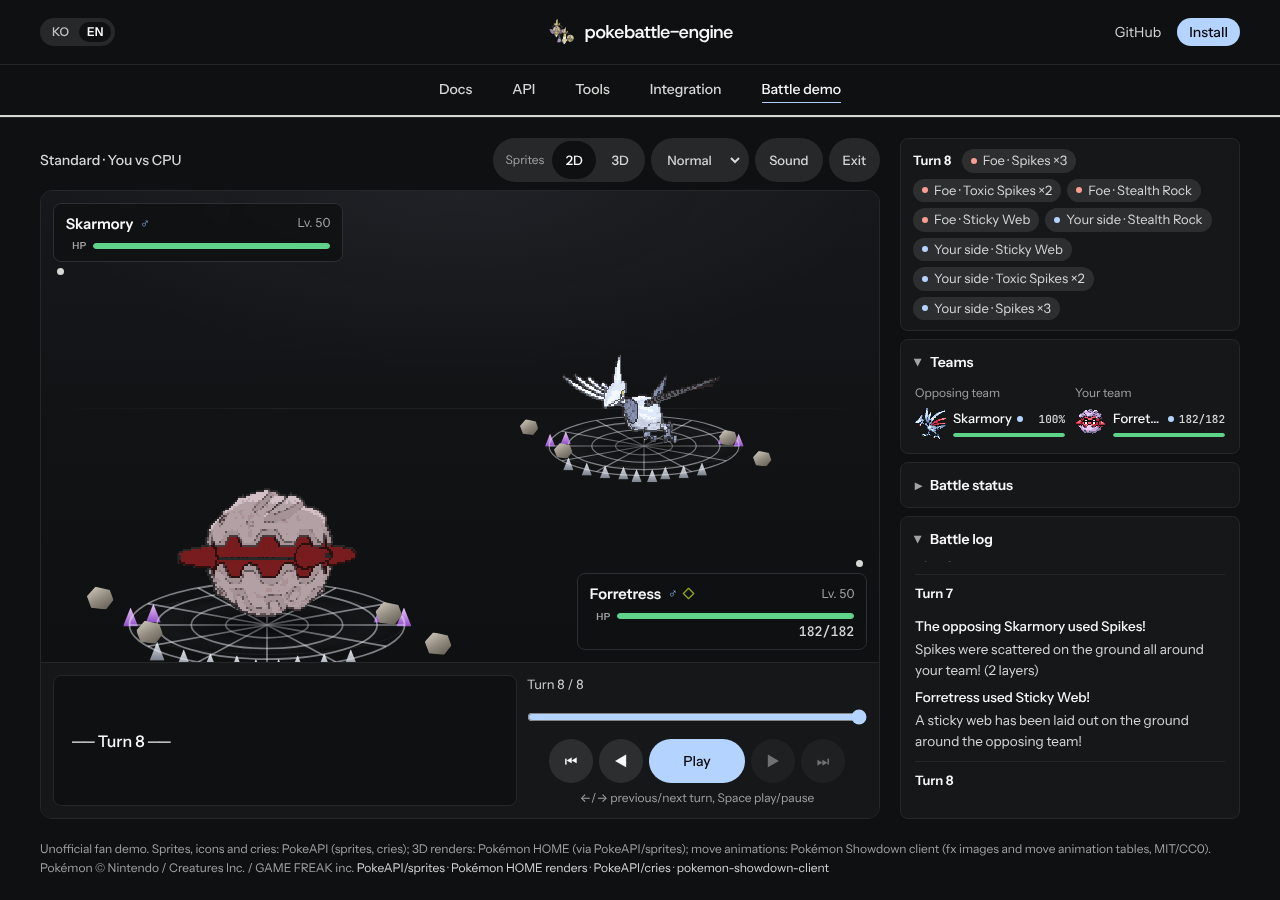 KO EN
pokebattle-engine
GitHub Install
Docs API Tools Integration Battle demo
Standard · You vs CPU
Sprites 2D 3D Normal Sound Exit
Skarmory ♂ Lv. 50
HP
Forretress ♂ Lv. 50
HP
182/182
— Turn 8 —
Turn 8 / 8
Play
←/→ previous/next turn, Space play/pause
Turn 8 Foe · Spikes ×3
Foe · Toxic Spikes ×2 Foe · Stealth Rock
Foe · Sticky Web Your side · Stealth Rock
Your side · Sticky Web
Your side · Toxic Spikes ×2
Your side · Spikes ×3
Teams
Opposing team Your team
Skarmory 100% Forret... 182/182
Battle status
Battle log
Turn 7
The opposing Skarmory used Spikes!
Spikes were scattered on the ground all around
your team! (2 layers)
Forretress used Sticky Web!
A sticky web has been laid out on the ground
around the opposing team!
Turn 8
Unofficial fan demo. Sprites, icons and cries: PokeAPI (sprites, cries); 3D renders: Pokémon HOME (via PokeAPI/sprites); move animations: Pokémon Showdown client (fx images and move animation tables, MIT/CC0).
Pokémon © Nintendo / Creatures Inc. / GAME FREAK inc. PokeAPI/sprites · Pokémon HOME renders · PokeAPI/cries · pokemon-showdown-client